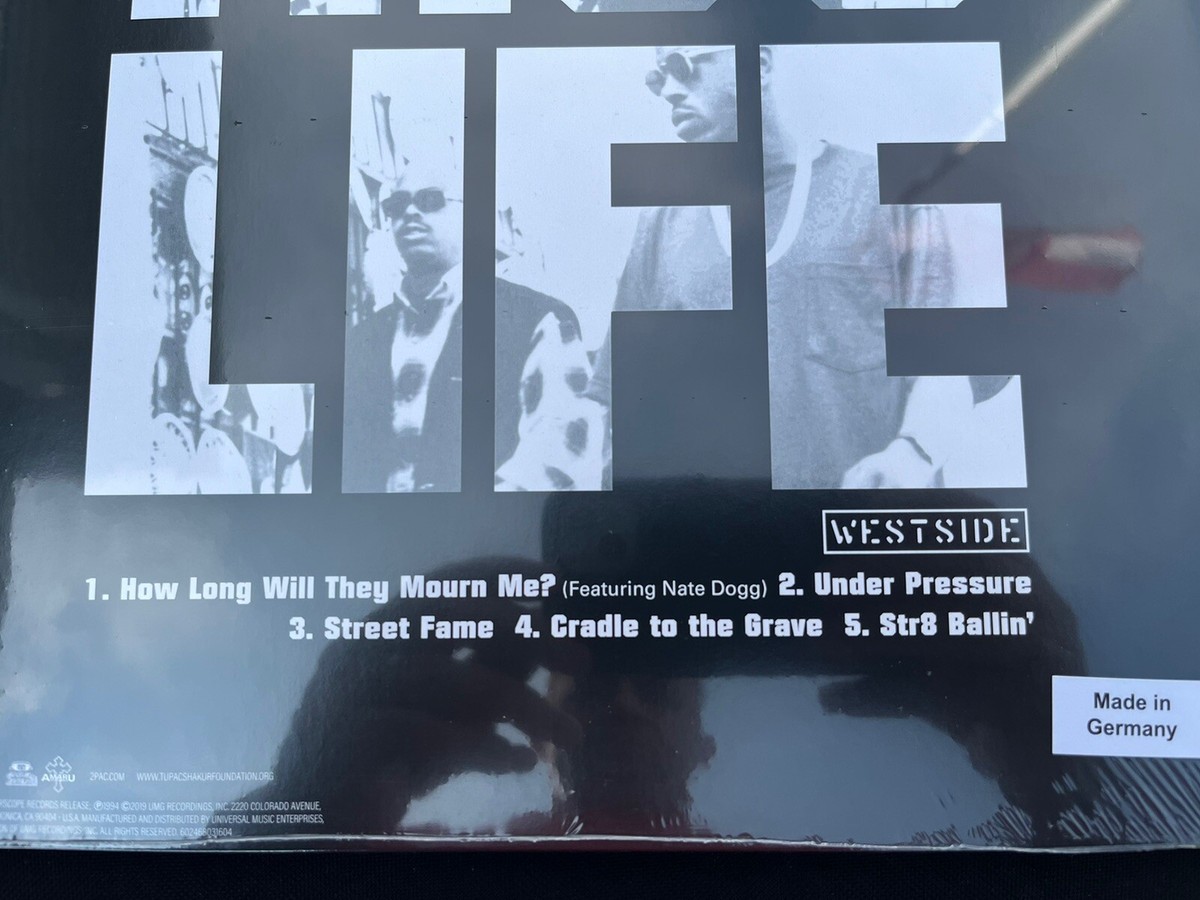 LIFE
WESTSIDE
1. How Long Will They Mourn Me? (Featuring Nate Dogg) 2. Under Pressure
3. Street Fame 4. Cradle to the Grave 5. Str8 Ballin'
Made in
Germany
AMARU 2PAC.COM WWW.TUPACSHAKURFOUNDATION.ORG
RECORDS RELEASE, ℗1994 ©2019 UMG RECORDINGS, INC. 2220 COLORADO AVENUE,
CA 90404 - U.S.A. MANUFACTURED AND DISTRIBUTED BY UNIVERSAL MUSIC ENTERPRISES,
OF UMG RECORDINGS, INC. ALL RIGHTS RESERVED. 602468031604